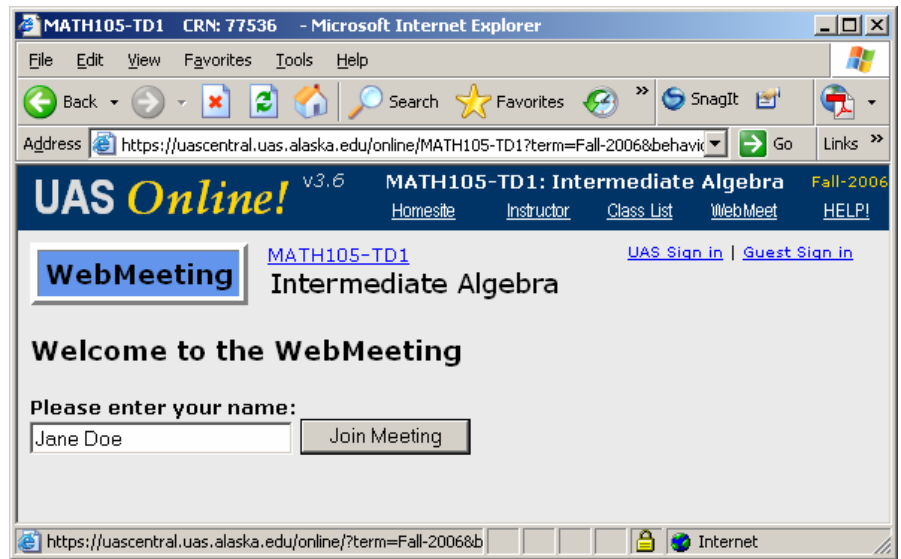 MATH105-TD1 CRN: 77536 - Microsoft Internet Explorer
File Edit View Favorites Tools Help
Back Search Favorites » SnagIt
Address https://uascentral.uas.alaska.edu/online/MATH105-TD1?term=Fall-2006&behavic Go Links »
UAS Online! v3.6 MATH105-TD1: Intermediate Algebra Fall-2006
Homesite Instructor Class List WebMeet HELP!
WebMeeting MATH105-TD1 UAS Sign in | Guest Sign in
Intermediate Algebra
Welcome to the WebMeeting
Please enter your name:
Jane Doe Join Meeting
https://uascentral.uas.alaska.edu/online/?term=Fall-2006&b Internet